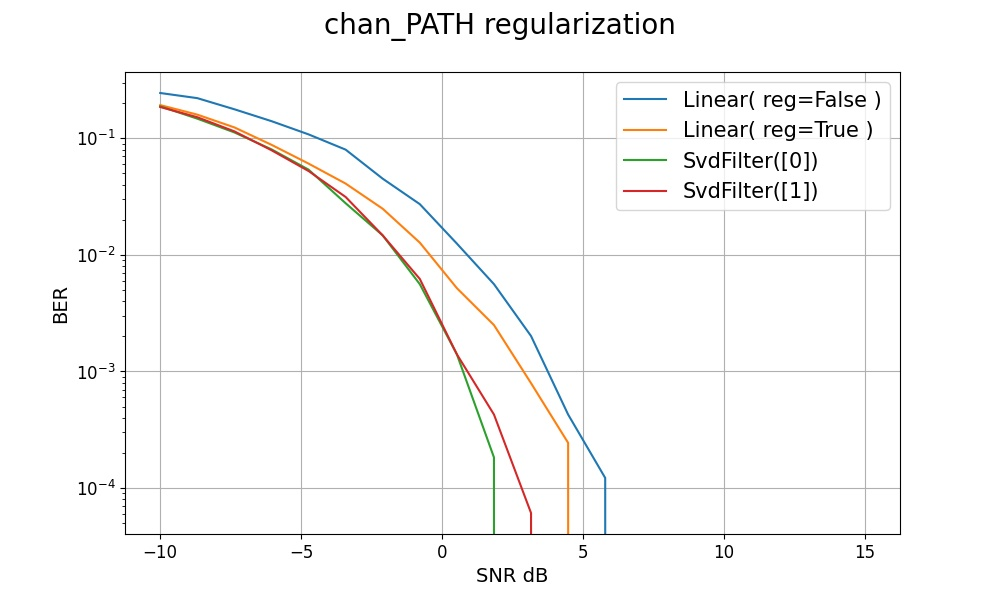 chan_PATH regularization
Linear( reg=False )
Linear( reg=True )
SvdFilter([0])
SvdFilter([1])
BER
10⁻¹
10⁻²
10⁻³
10⁻⁴
−10
−5
0
5
10
15
SNR dB